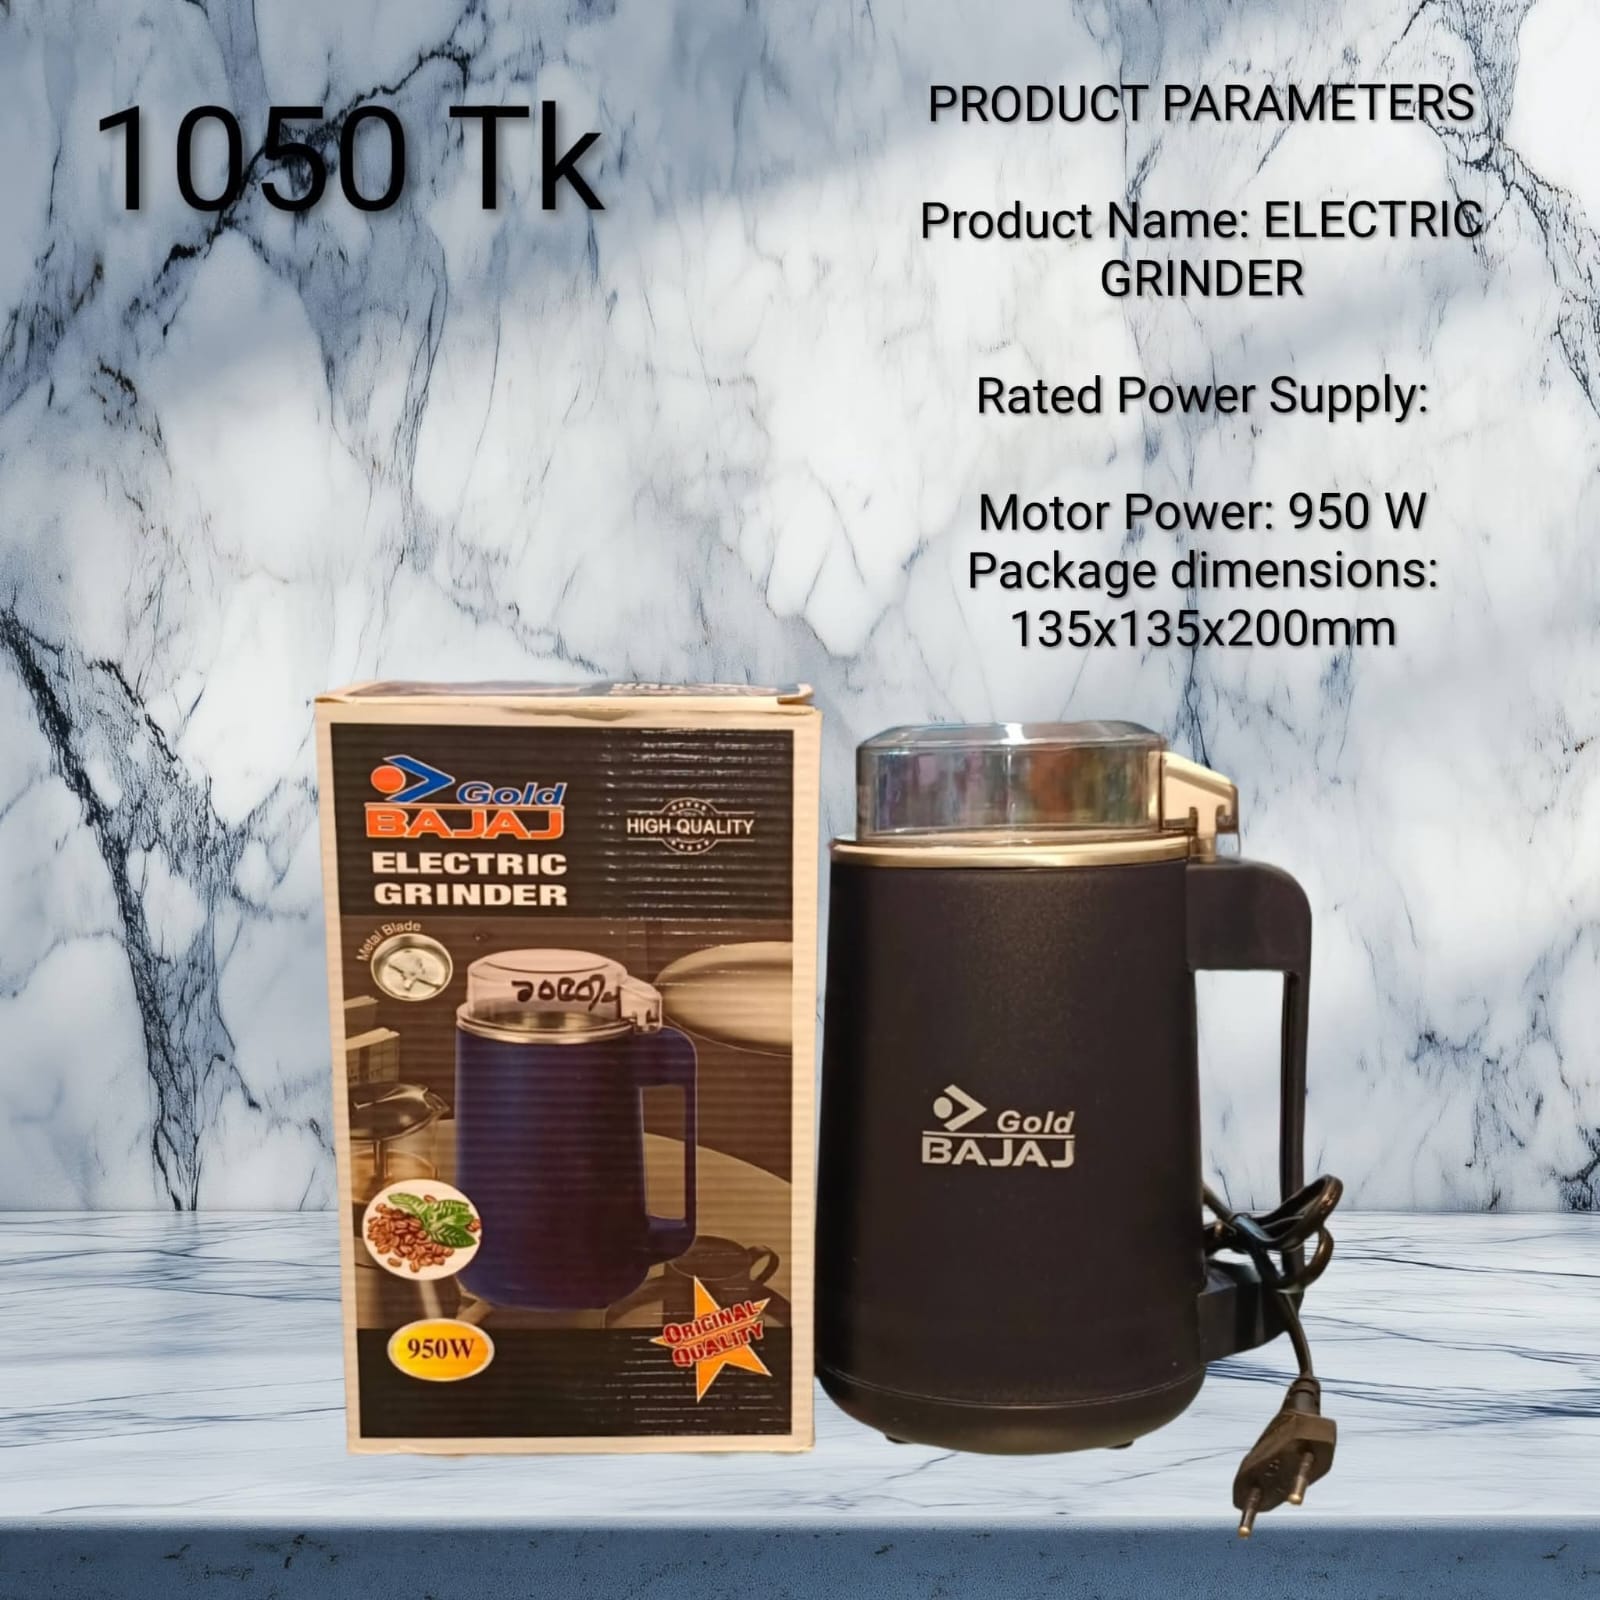 1050 Tk
PRODUCT PARAMETERS
Product Name: ELECTRIC
GRINDER
Rated Power Supply:
Motor Power: 950 W
Package dimensions:
135x135x200mm
Gold
BAJAJ
ELECTRIC
GRINDER
HIGH QUALITY
Metal Blade
950W
ORIGINAL
QUALITY
Gold
BAJAJ